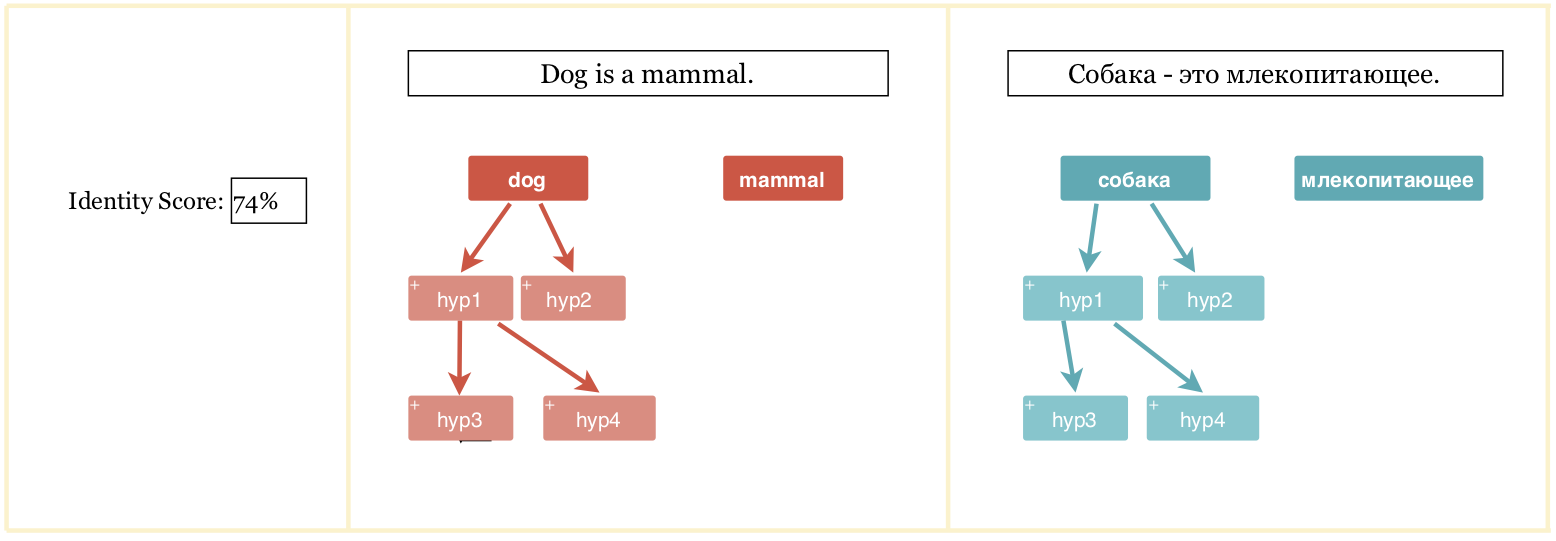 Identity Score: 74%
Dog is a mammal.
dog
mammal
+ hyp1
+ hyp2
+ hyp3
+ hyp4
Собака - это млекопитающее.
собака
млекопитающее
+ hyp1
+ hyp2
+ hyp3
+ hyp4